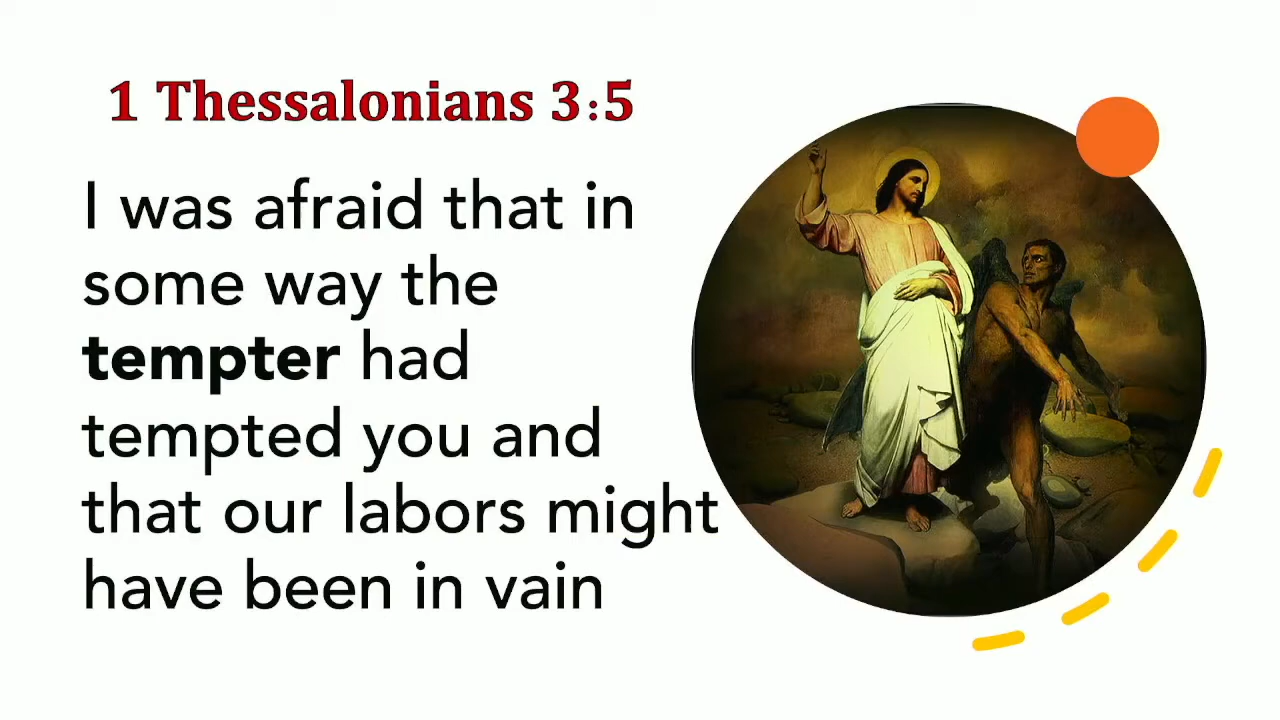 1 Thessalonians 3:5
I was afraid that in
some way the
tempter had
tempted you and
that our labors might
have been in vain